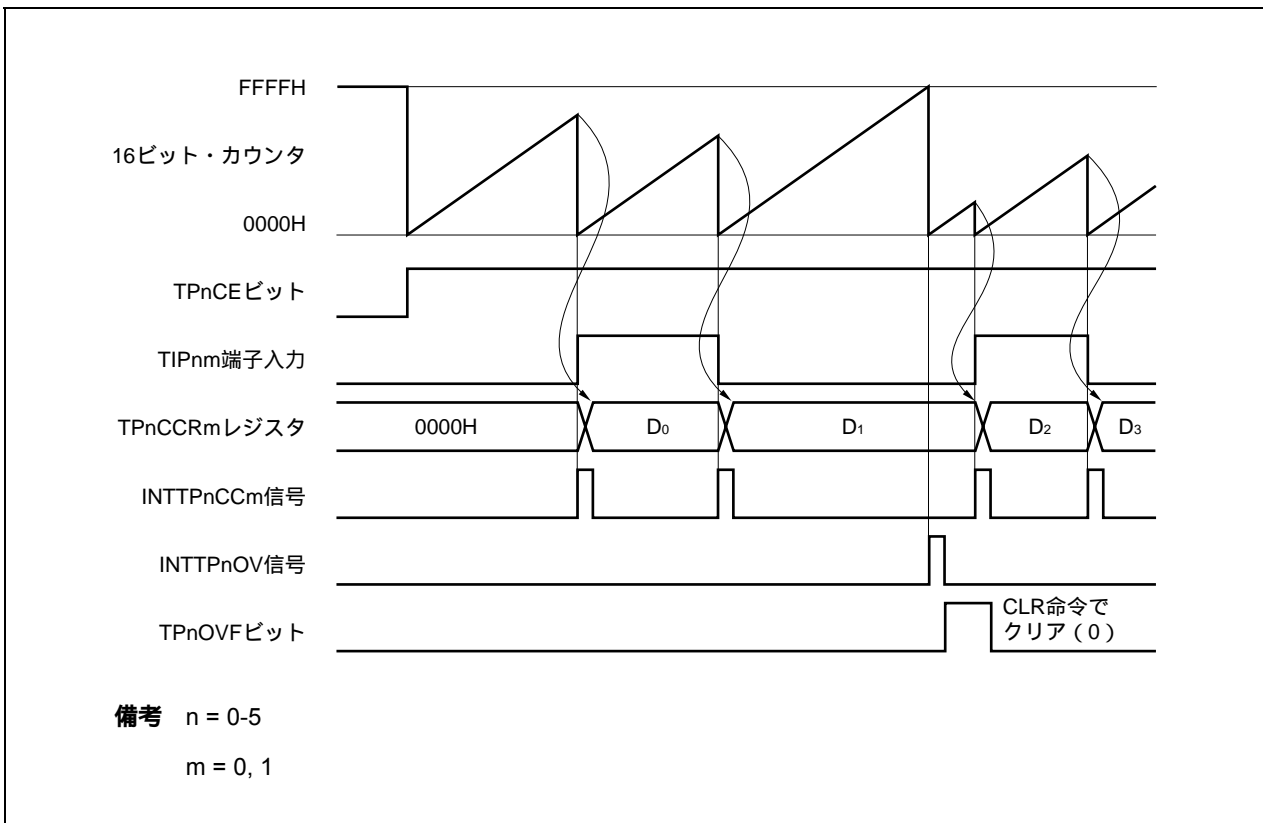 FFFFH
16ビット・カウンタ
0000H
TPnCEビット
TIPnm端子入力
TPnCCRmレジスタ
0000H
D0
D1
D2
D3
INTTPnCCm信号
INTTPnOV信号
TPnOVFビット
CLR命令で
クリア(0)
備考 n = 0-5
m = 0, 1